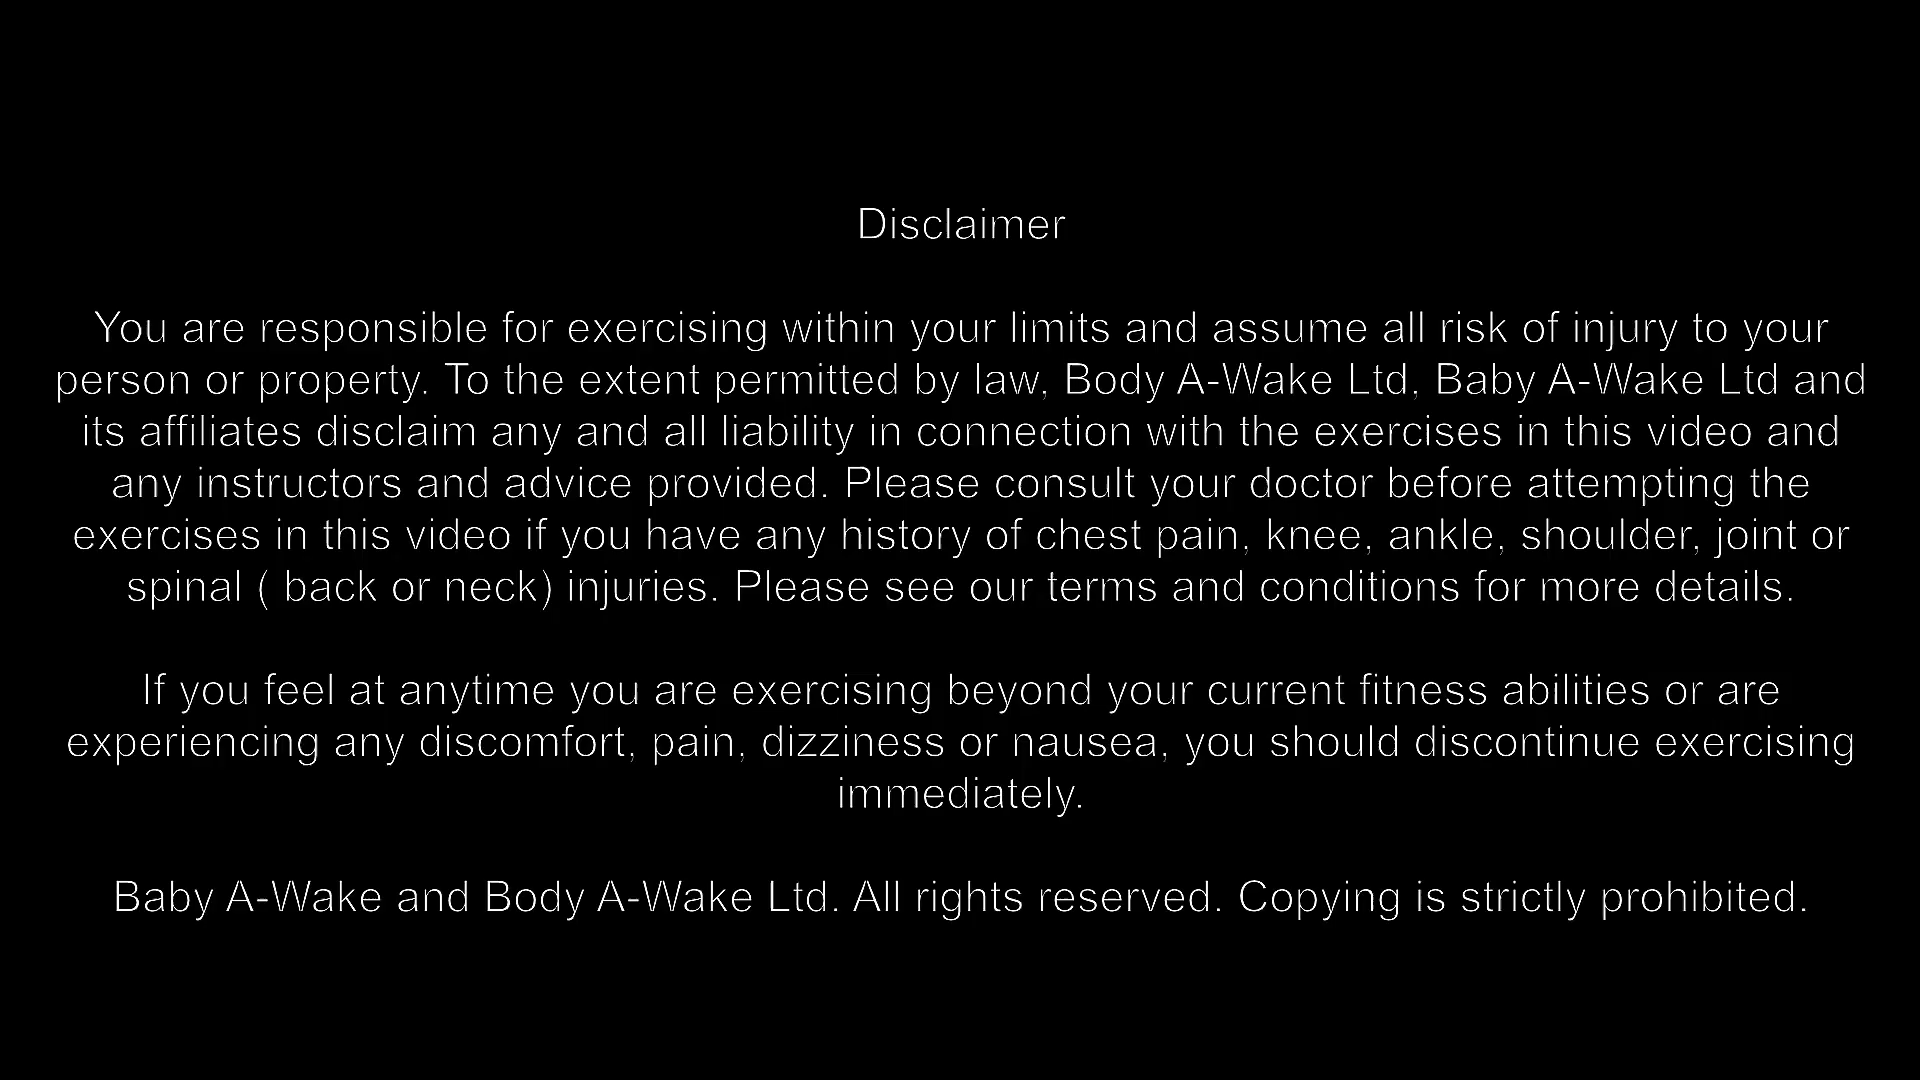 Disclaimer
You are responsible for exercising within your limits and assume all risk of injury to your
person or property. To the extent permitted by law, Body A-Wake Ltd, Baby A-Wake Ltd and
its affiliates disclaim any and all liability in connection with the exercises in this video and
any instructors and advice provided. Please consult your doctor before attempting the
exercises in this video if you have any history of chest pain, knee, ankle, shoulder, joint or
spinal ( back or neck) injuries. Please see our terms and conditions for more details.
If you feel at anytime you are exercising beyond your current fitness abilities or are
experiencing any discomfort, pain, dizziness or nausea, you should discontinue exercising
immediately.
Baby A-Wake and Body A-Wake Ltd. All rights reserved. Copying is strictly prohibited.